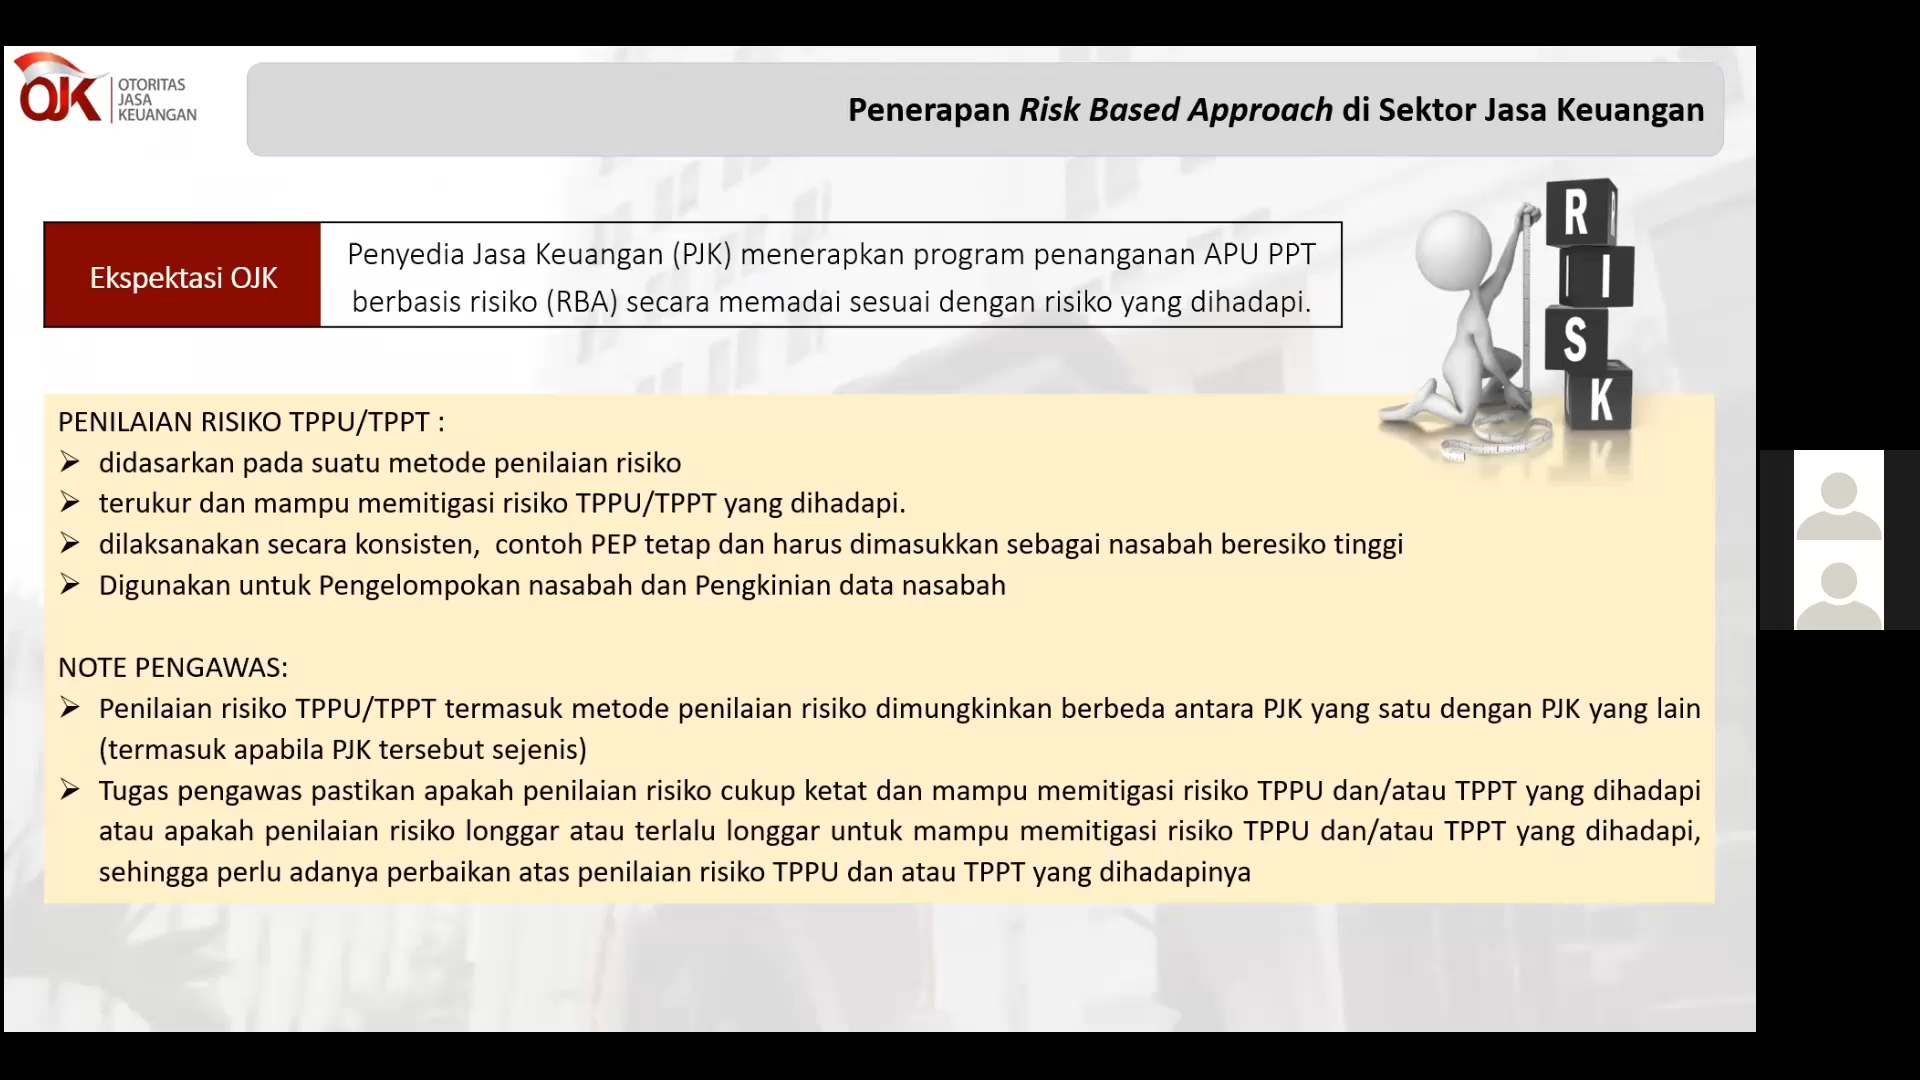 OJK
OTORITAS
JASA
KEUANGAN
Penerapan Risk Based Approach di Sektor Jasa Keuangan
Ekspektasi OJK
Penyedia Jasa Keuangan (PJK) menerapkan program penanganan APU PPT
berbasis risiko (RBA) secara memadai sesuai dengan risiko yang dihadapi.
R
I
S
K
PENILAIAN RISIKO TPPU/TPPT :
➢ didasarkan pada suatu metode penilaian risiko
➢ terukur dan mampu memitigasi risiko TPPU/TPPT yang dihadapi.
➢ dilaksanakan secara konsisten, contoh PEP tetap dan harus dimasukkan sebagai nasabah beresiko tinggi
➢ Digunakan untuk Pengelompokan nasabah dan Pengkinian data nasabah
NOTE PENGAWAS:
➢ Penilaian risiko TPPU/TPPT termasuk metode penilaian risiko dimungkinkan berbeda antara PJK yang satu dengan PJK yang lain
(termasuk apabila PJK tersebut sejenis)
➢ Tugas pengawas pastikan apakah penilaian risiko cukup ketat dan mampu memitigasi risiko TPPU dan/atau TPPT yang dihadapi
atau apakah penilaian risiko longgar atau terlalu longgar untuk mampu memitigasi risiko TPPU dan/atau TPPT yang dihadapi,
sehingga perlu adanya perbaikan atas penilaian risiko TPPU dan atau TPPT yang dihadapinya